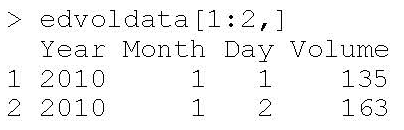 > edvoldata[1:2,]
Year Month Day Volume
1 2010 1 1 135
2 2010 1 2 163